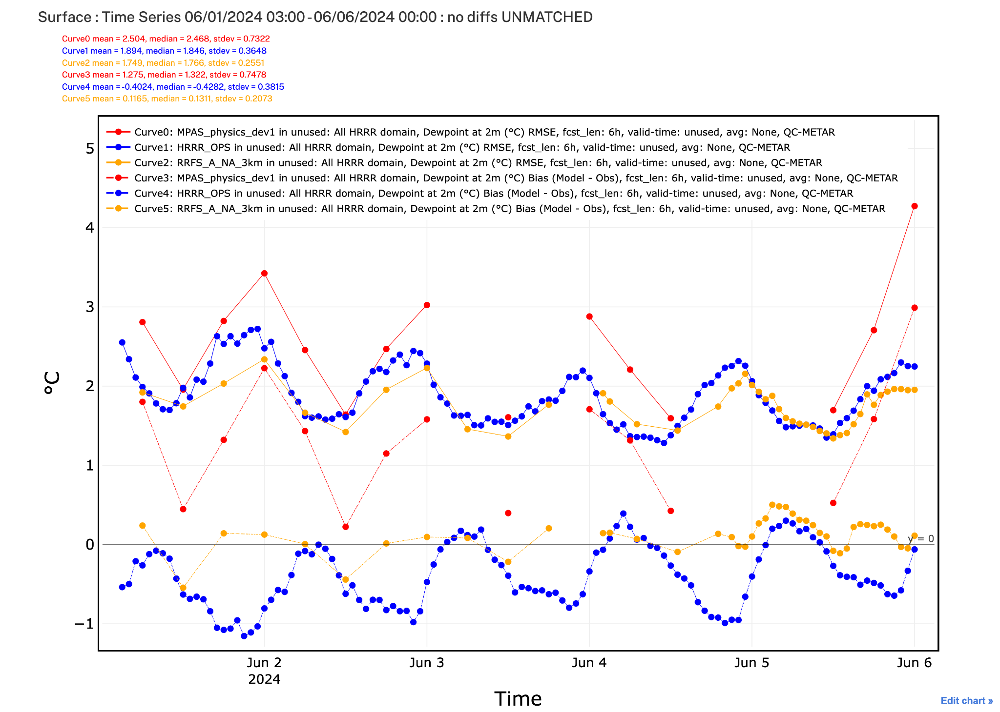 Surface : Time Series 06/01/2024 03:00 - 06/06/2024 00:00 : no diffs UNMATCHED
Curve0 mean = 2.504, median = 2.468, stdev = 0.7322
Curve1 mean = 1.894, median = 1.846, stdev = 0.3648
Curve2 mean = 1.749, median = 1.766, stdev = 0.2551
Curve3 mean = 1.275, median = 1.322, stdev = 0.7478
Curve4 mean = -0.4024, median = -0.4282, stdev = 0.3815
Curve5 mean = 0.1165, median = 0.1311, stdev = 0.2073
Curve0: MPAS_physics_dev1 in unused: All HRRR domain, Dewpoint at 2m (°C) RMSE, fcst_len: 6h, valid-time: unused, avg: None, QC-METAR
Curve1: HRRR_OPS in unused: All HRRR domain, Dewpoint at 2m (°C) RMSE, fcst_len: 6h, valid-time: unused, avg: None, QC-METAR
Curve2: RRFS_A_NA_3km in unused: All HRRR domain, Dewpoint at 2m (°C) RMSE, fcst_len: 6h, valid-time: unused, avg: None, QC-METAR
Curve3: MPAS_physics_dev1 in unused: All HRRR domain, Dewpoint at 2m (°C) Bias (Model - Obs), fcst_len: 6h, valid-time: unused, avg: None, QC-METAR
Curve4: HRRR_OPS in unused: All HRRR domain, Dewpoint at 2m (°C) Bias (Model - Obs), fcst_len: 6h, valid-time: unused, avg: None, QC-METAR
Curve5: RRFS_A_NA_3km in unused: All HRRR domain, Dewpoint at 2m (°C) Bias (Model - Obs), fcst_len: 6h, valid-time: unused, avg: None, QC-METAR
5
4
3
2
1
0
−1
°C
y = 0
Jun 2
2024
Jun 3
Jun 4
Jun 5
Jun 6
Time
Edit chart »